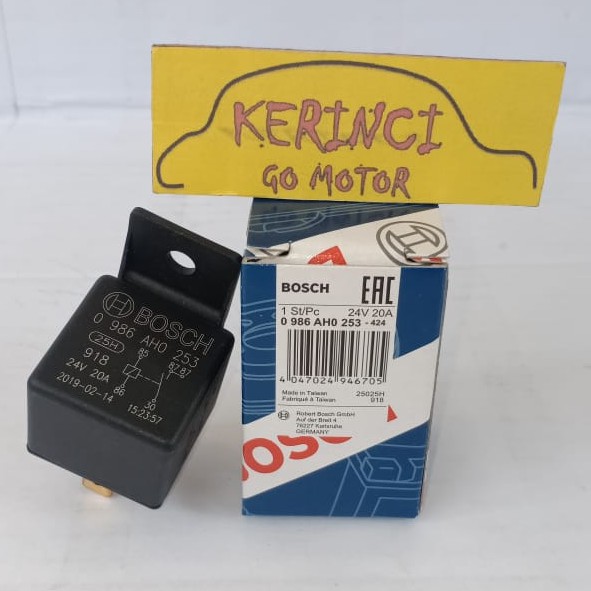 KERINCI
GO MOTOR
BOSCH
0 986 AH0 253
25H
918
24V 20A
2019-02-14
15:23:57
85
87 87
86
30
BOSCH
EAC
1 St/Pc 24V 20A
0 986 AH0 253 - 424
4 047024 946705
Made in Taiwan 25025H
Fabriqué à Taiwan 918
Robert Bosch GmbH
Auf der Breit 4
76227 Karlsruhe
GERMANY